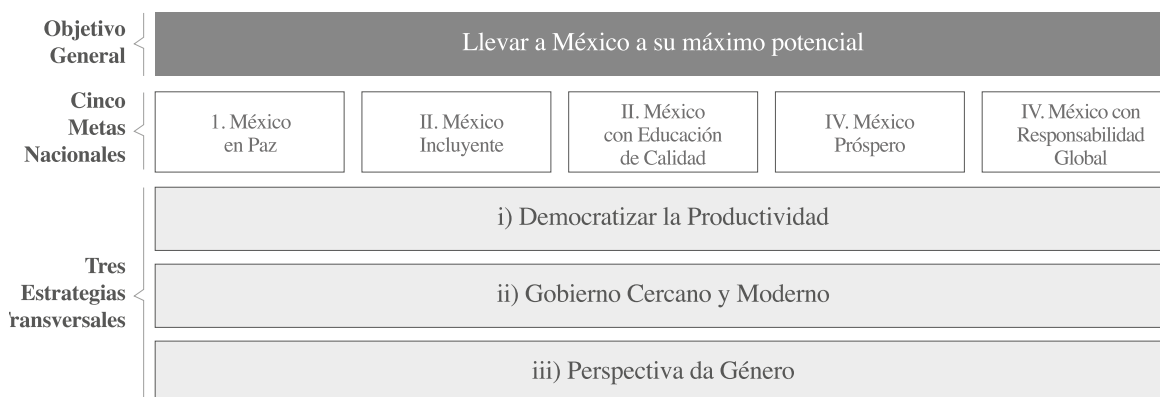 Objetivo
General
Llevar a México a su máximo potencial
Cinco
Metas
Nacionales
1. México
en Paz
II. México
Incluyente
II. México
con Educación
de Calidad
IV. México
Próspero
IV. México con
Responsabilidad
Global
Tres
Estrategias
Transversales
i) Democratizar la Productividad
ii) Gobierno Cercano y Moderno
iii) Perspectiva da Género